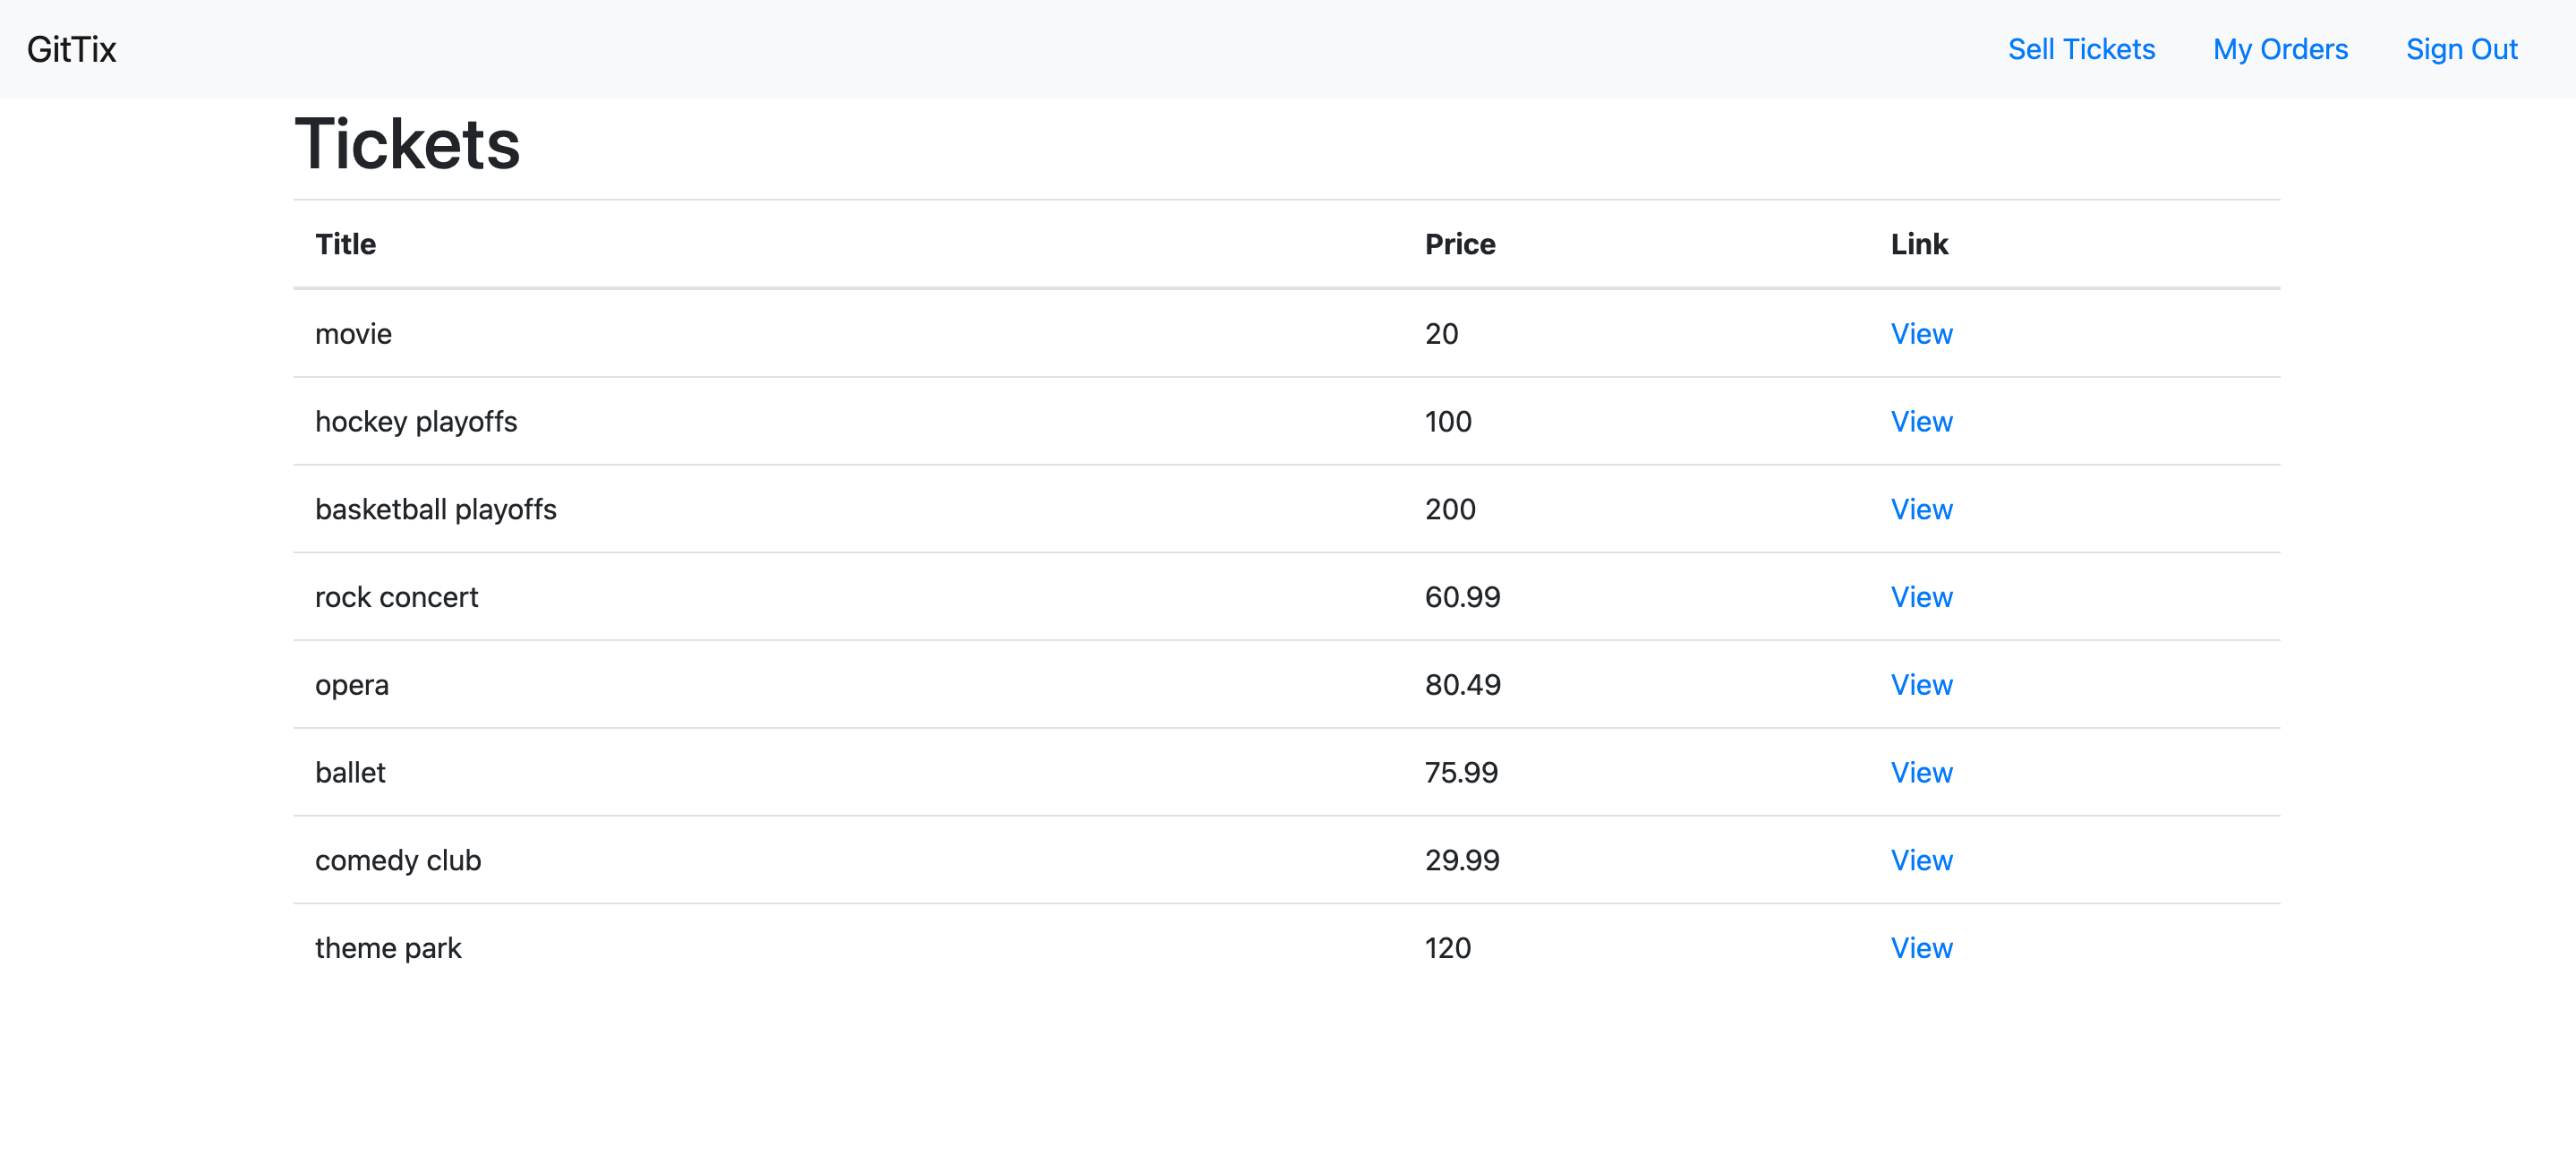 GitTix Sell Tickets My Orders Sign Out
Tickets
Title Price Link
movie 20 View
hockey playoffs 100 View
basketball playoffs 200 View
rock concert 60.99 View
opera 80.49 View
ballet 75.99 View
comedy club 29.99 View
theme park 120 View